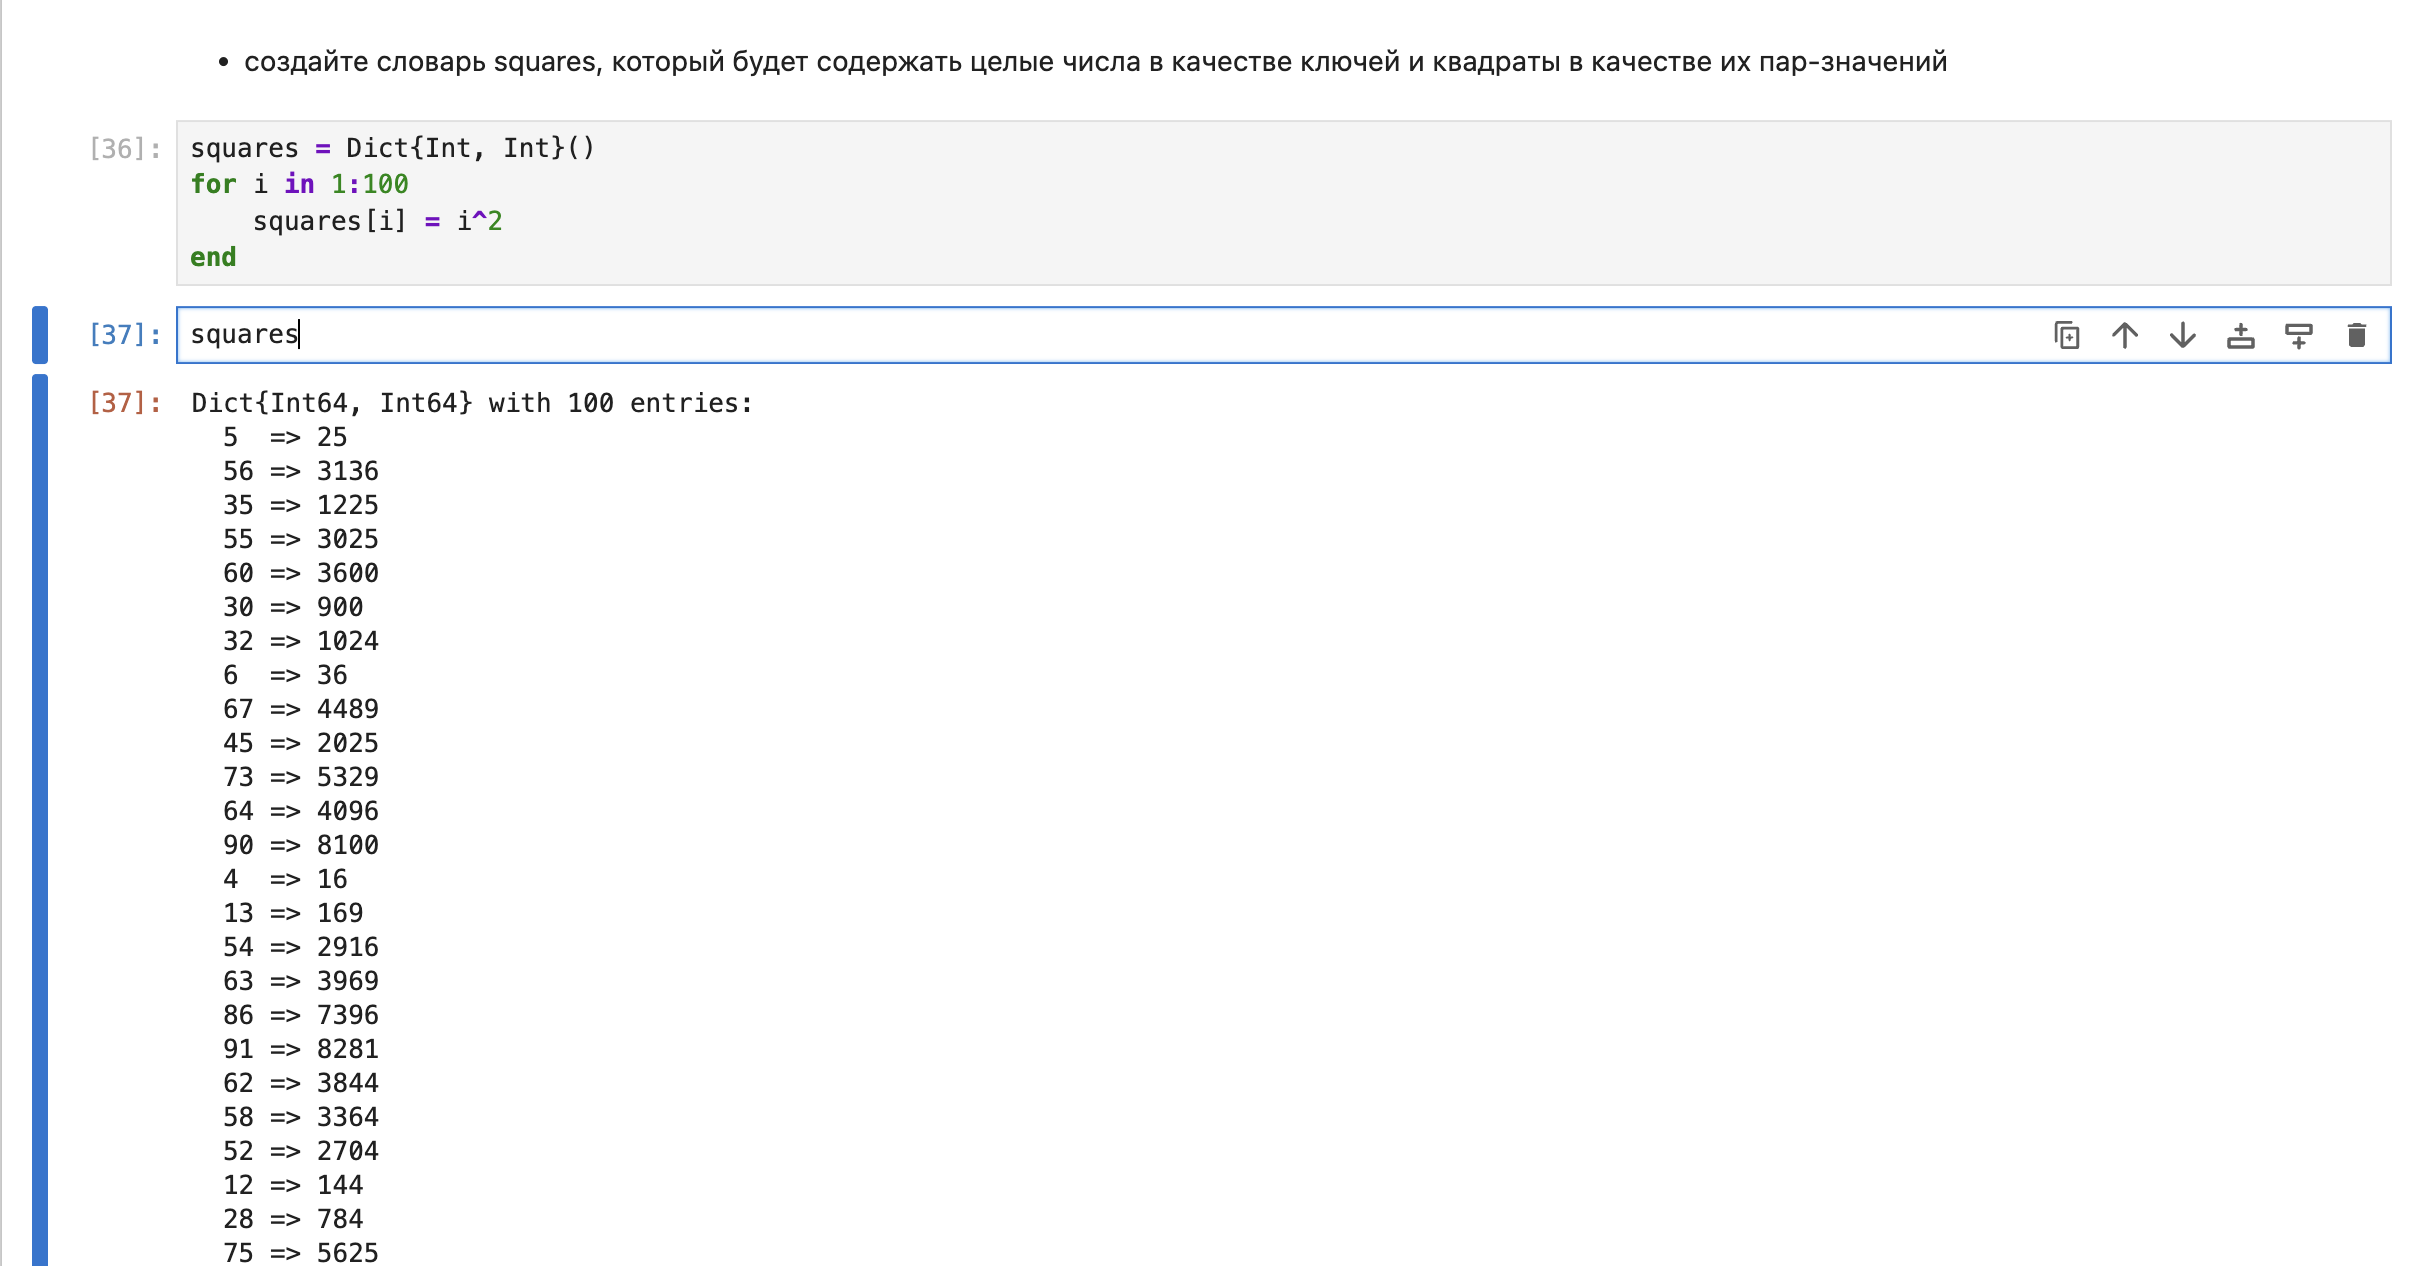 • создайте словарь squares, который будет содержать целые числа в качестве ключей и квадраты в качестве их пар-значений
[36]: squares = Dict{Int, Int}()
for i in 1:100
    squares[i] = i^2
end
[37]: squares
[37]: Dict{Int64, Int64} with 100 entries:
  5  => 25
  56 => 3136
  35 => 1225
  55 => 3025
  60 => 3600
  30 => 900
  32 => 1024
  6  => 36
  67 => 4489
  45 => 2025
  73 => 5329
  64 => 4096
  90 => 8100
  4  => 16
  13 => 169
  54 => 2916
  63 => 3969
  86 => 7396
  91 => 8281
  62 => 3844
  58 => 3364
  52 => 2704
  12 => 144
  28 => 784
  75 => 5625